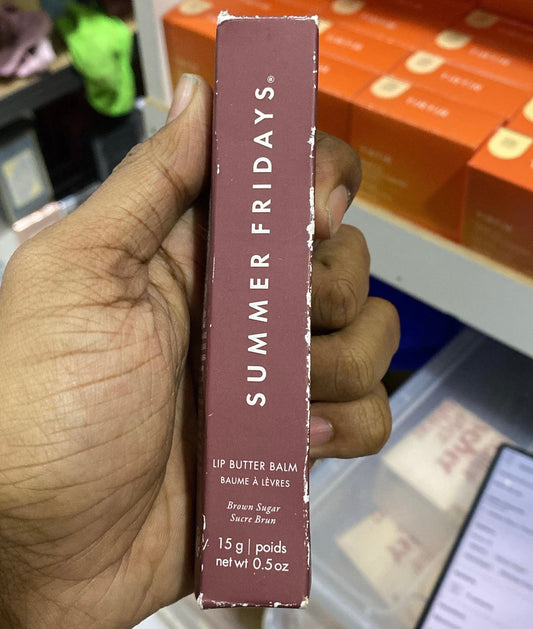 SUMMER FRIDAYS®
LIP BUTTER BALM
BAUME À LÈVRES
Brown Sugar
Sucre Brun
15 g | poids
net wt 0.5 oz